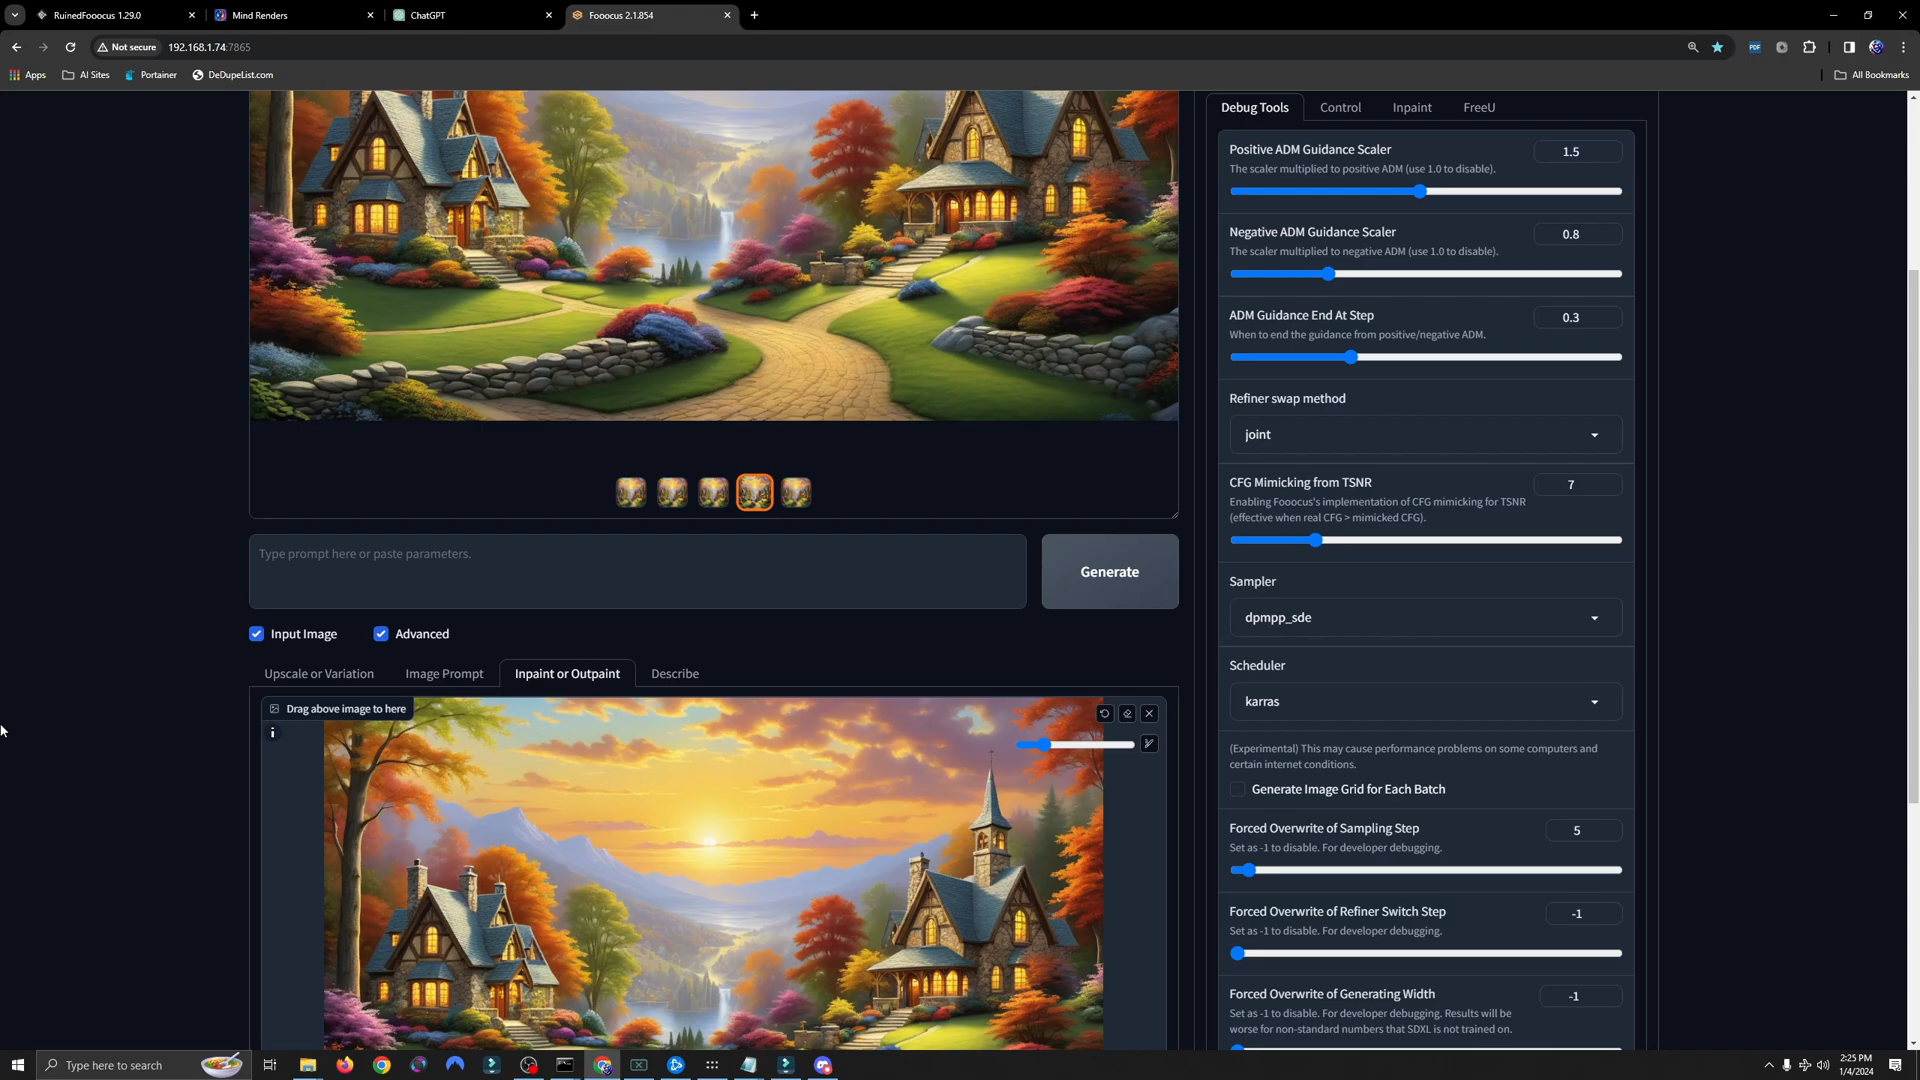 RuinedFooocus 1.29.0
Mind Renders
ChatGPT
Fooocus 2.1.854
Not secure
192.168.1.74:7865
Apps
AI Sites
Portainer
DeDupeList.com
All Bookmarks
Debug Tools
Control
Inpaint
FreeU
Positive ADM Guidance Scaler
1.5
The scaler multiplied to positive ADM (use 1.0 to disable).
Negative ADM Guidance Scaler
0.8
The scaler multiplied to negative ADM (use 1.0 to disable).
ADM Guidance End At Step
0.3
When to end the guidance from positive/negative ADM.
Refiner swap method
joint
CFG Mimicking from TSNR
7
Enabling Fooocus's implementation of CFG mimicking for TSNR
(effective when real CFG > mimicked CFG).
Sampler
dpmpp_sde
Scheduler
karras
(Experimental) This may cause performance problems on some computers and
certain internet conditions.
Generate Image Grid for Each Batch
Forced Overwrite of Sampling Step
5
Set as -1 to disable. For developer debugging.
Forced Overwrite of Refiner Switch Step
-1
Set as -1 to disable. For developer debugging.
Forced Overwrite of Generating Width
-1
Set as -1 to disable. For developer debugging. Results will be
worse for non-standard numbers that SDXL is not trained on.
Type prompt here or paste parameters.
Generate
Input Image
Advanced
Upscale or Variation
Image Prompt
Inpaint or Outpaint
Describe
Drag above image to here
i
Type here to search
2:25 PM
1/4/2024